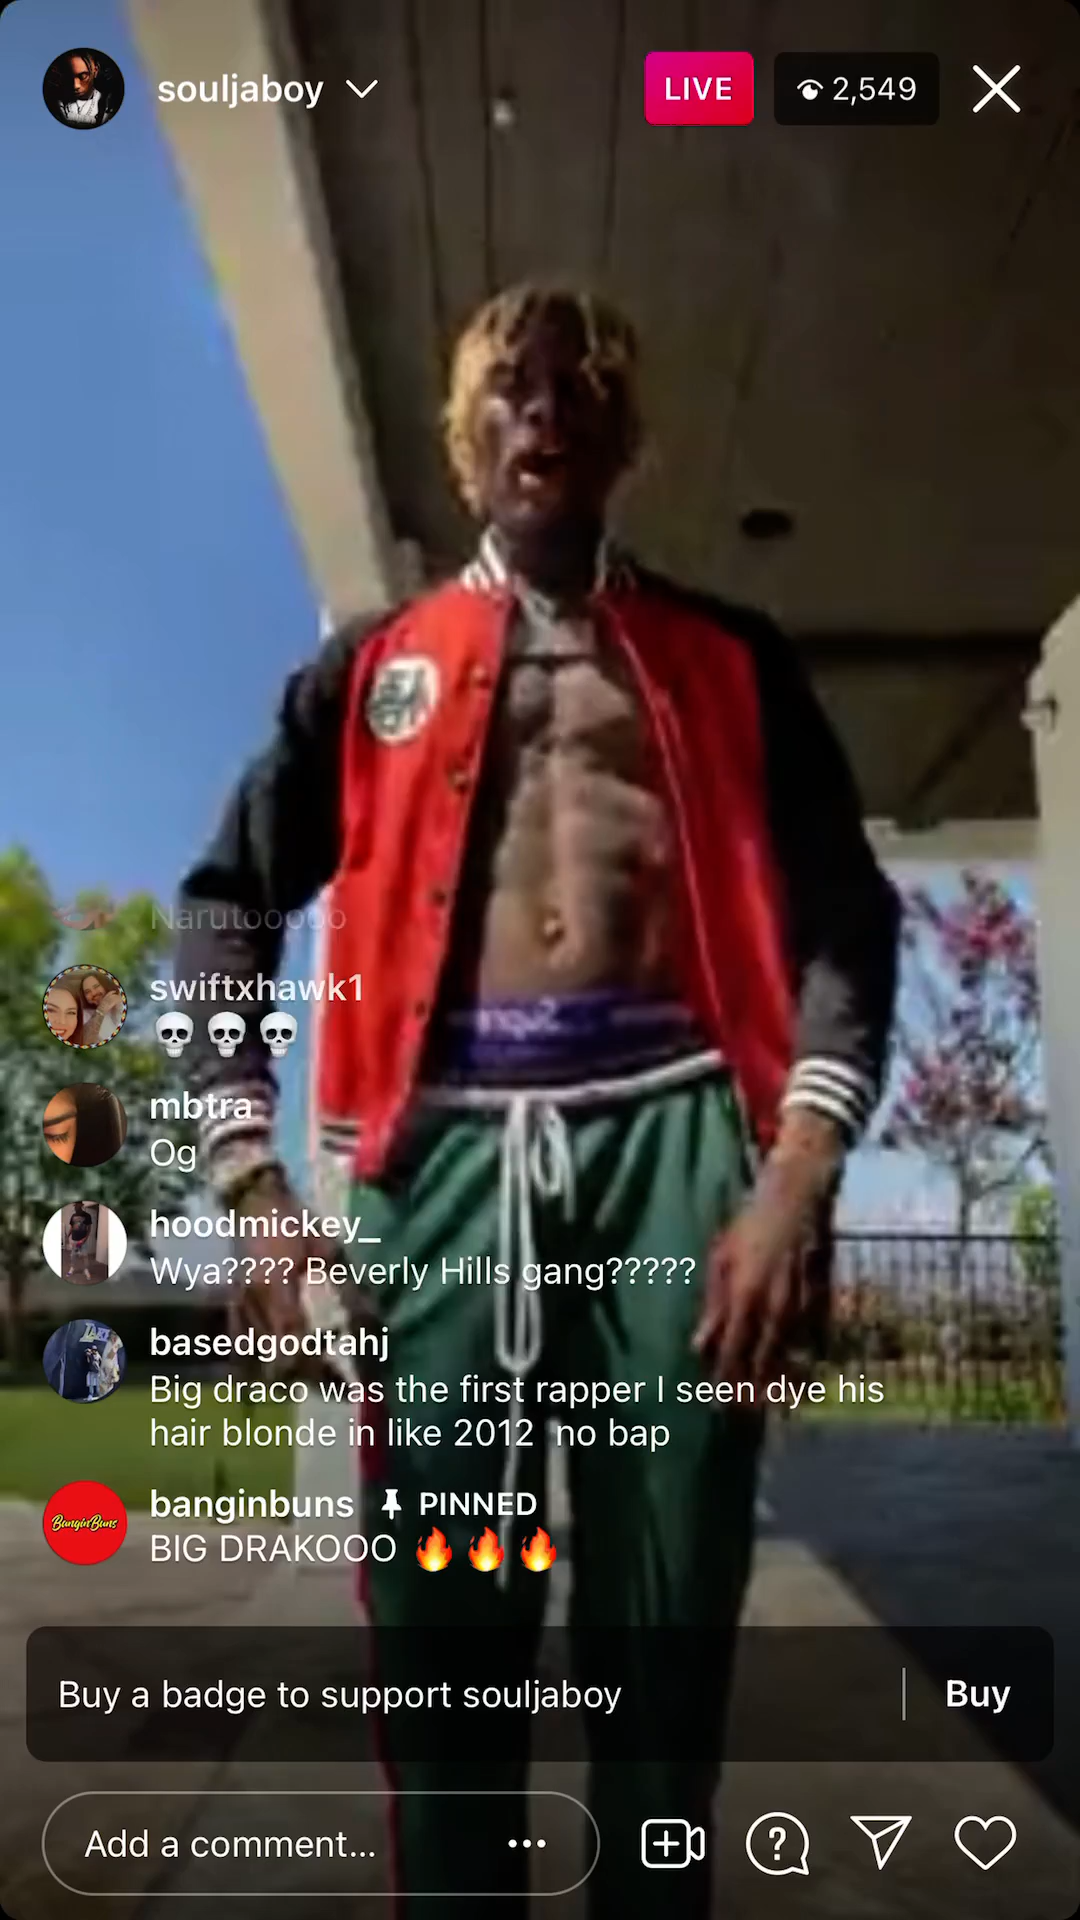 souljaboy
LIVE
2,549
Narutooooo
swiftxhawk1
💀 💀 💀
mbtra
Og
hoodmickey_
Wya???? Beverly Hills gang?????
basedgodtahj
Big draco was the first rapper I seen dye his
hair blonde in like 2012  no bap
BanginBuns
banginbuns PINNED
BIG DRAKOOO 🔥 🔥 🔥
Buy a badge to support souljaboy
Buy
Add a comment...